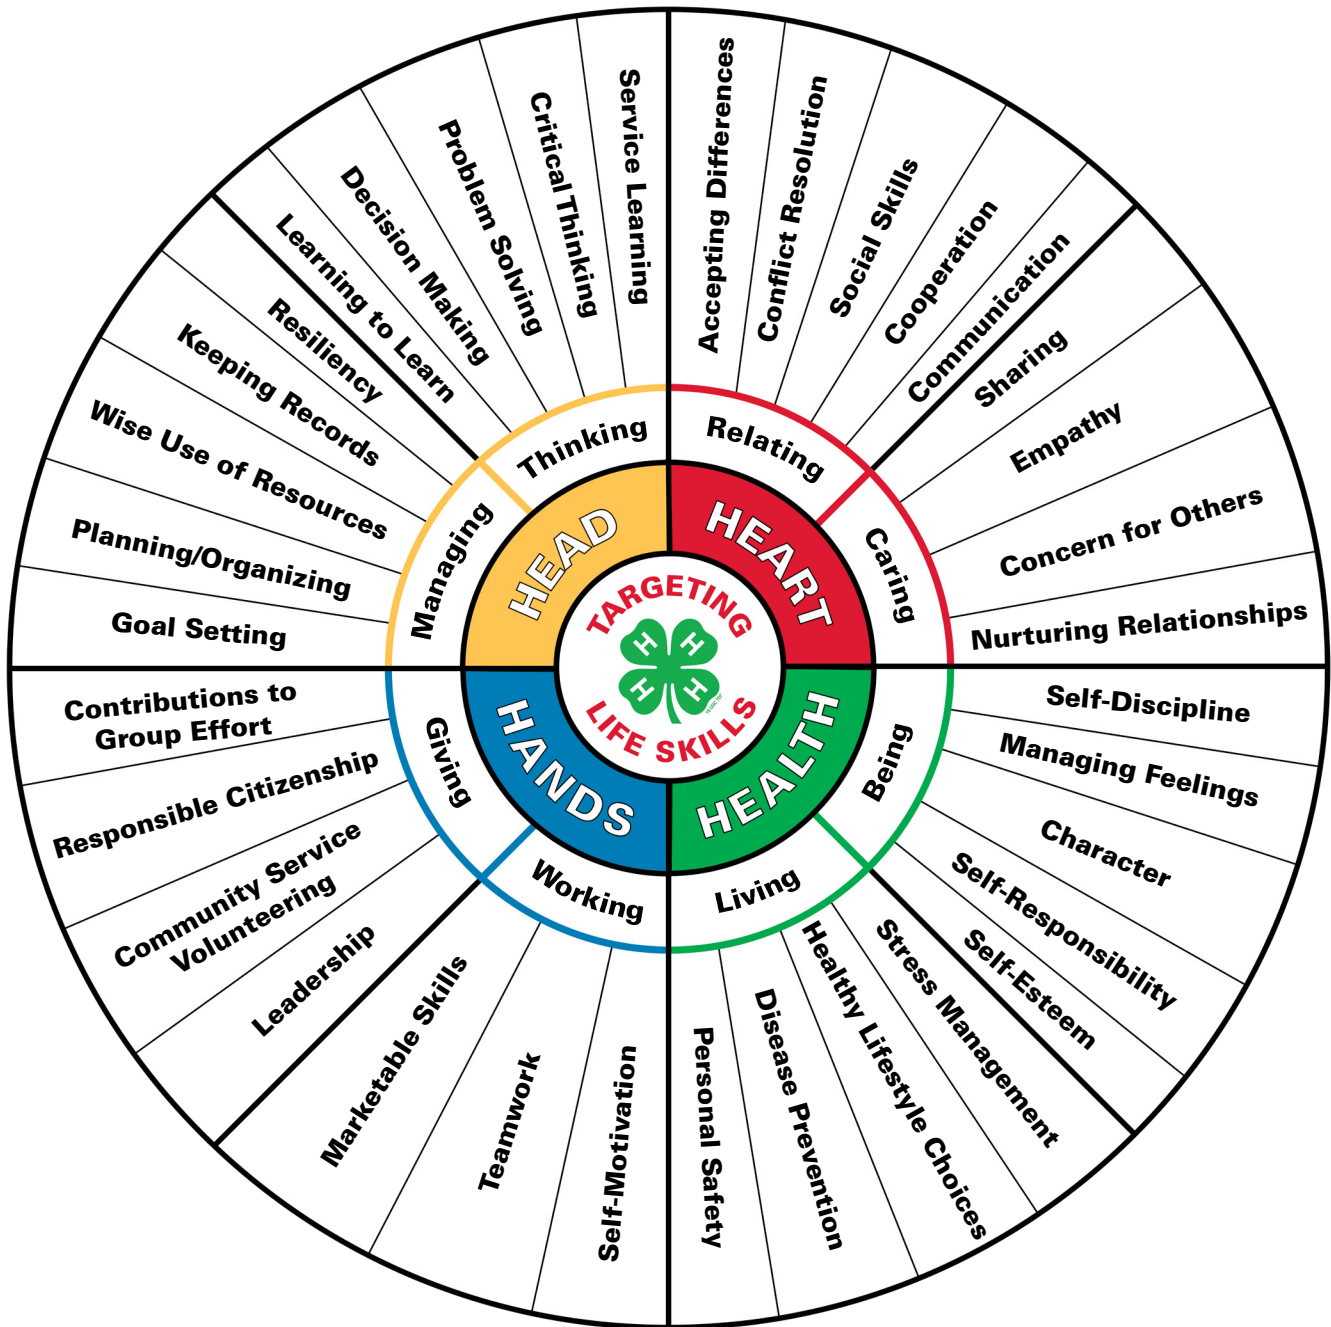 TARGETING
LIFE SKILLS
H
H
H
H
HEAD
HEART
HEALTH
HANDS
Thinking
Relating
Caring
Being
Living
Working
Giving
Managing
Learning to Learn
Decision Making
Problem Solving
Critical Thinking
Service Learning
Accepting Differences
Conflict Resolution
Social Skills
Cooperation
Communication
Sharing
Empathy
Concern for Others
Nurturing Relationships
Self-Discipline
Managing Feelings
Character
Self-Responsibility
Self-Esteem
Stress Management
Healthy Lifestyle Choices
Disease Prevention
Personal Safety
Self-Motivation
Teamwork
Marketable Skills
Leadership
Community Service
Volunteering
Responsible Citizenship
Contributions to
Group Effort
Goal Setting
Planning/Organizing
Wise Use of Resources
Keeping Records
Resiliency